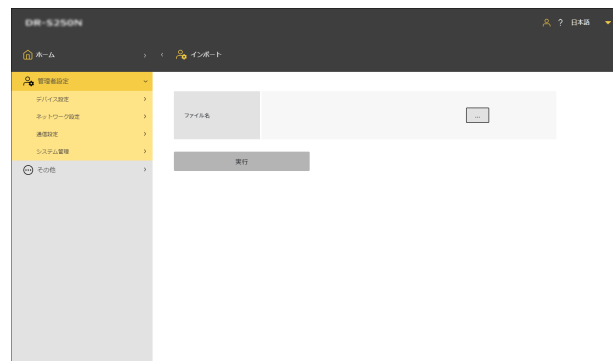 DR-S250N
? 日本語
ホーム
インポート
管理者設定
デバイス設定
ネットワーク設定
通信設定
システム管理
その他
ファイル名
...
実行